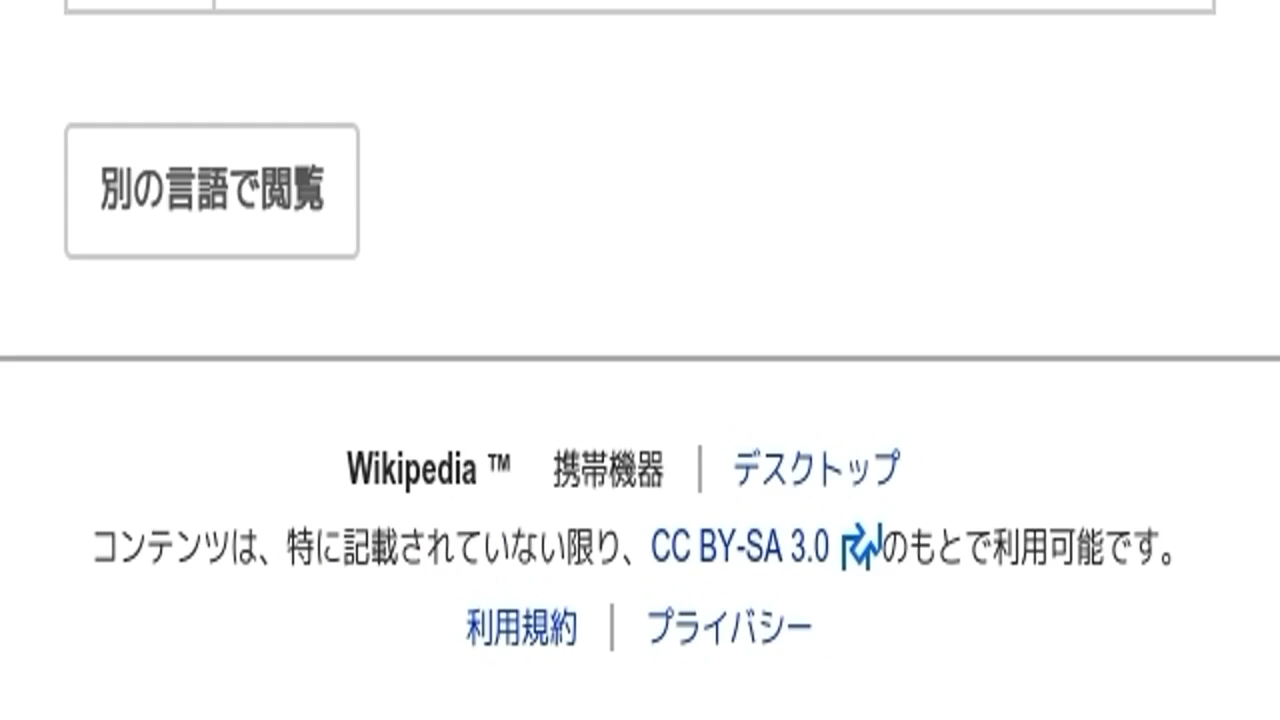 別の言語で閲覧
Wikipedia ™ 携帯機器 | デスクトップ
コンテンツは、特に記載されていない限り、CC BY-SA 3.0 のもとで利用可能です。
利用規約 | プライバシー